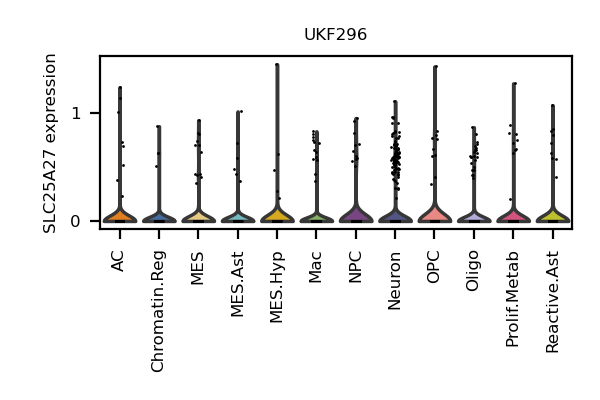 UKF296
SLC25A27 expression
1
0
AC
Chromatin.Reg
MES
MES.Ast
MES.Hyp
Mac
NPC
Neuron
OPC
Oligo
Prolif.Metab
Reactive.Ast